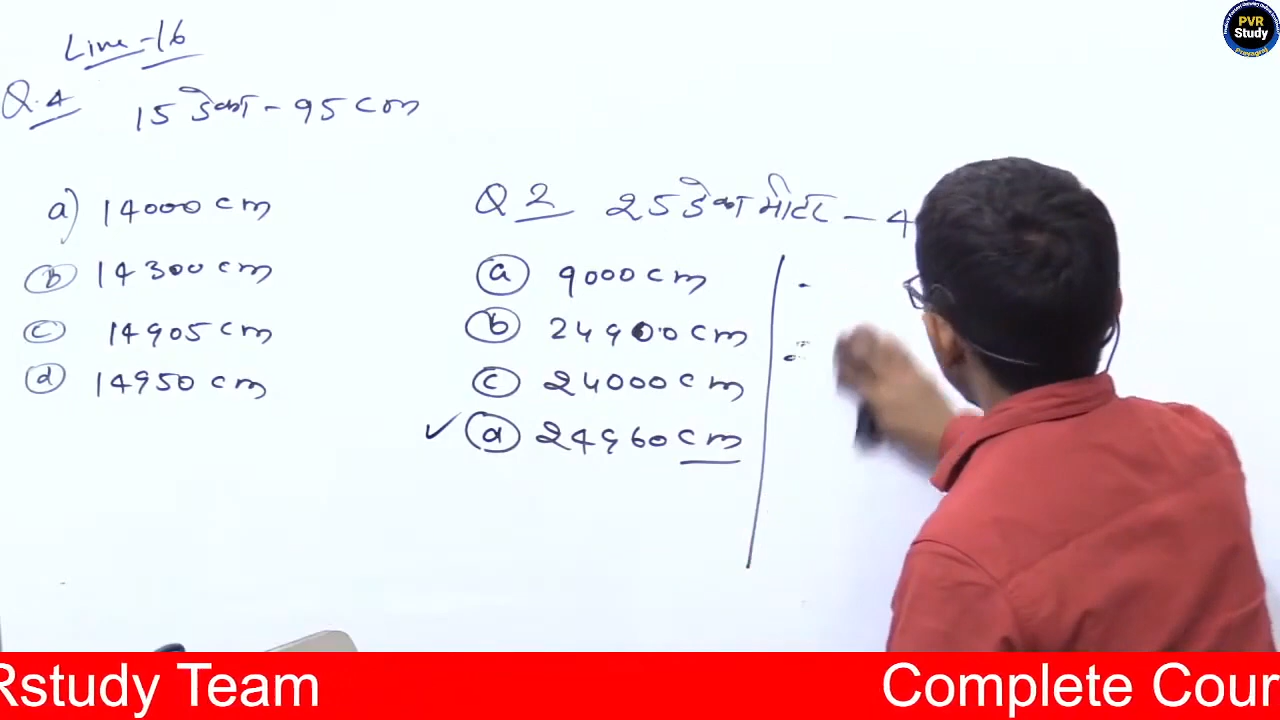 Line-16
Q.4 15 डेका - 95 cm
a) 14000 cm
b 14300 cm
c 14905 cm
d 14950 cm
Q 2 25 डेका मीटर - 4
a 9000 cm
b 24900 cm
c 24000 cm
✓ d 24960 cm
PVR
Study
Prayagraj
Rstudy Team
Complete Cour